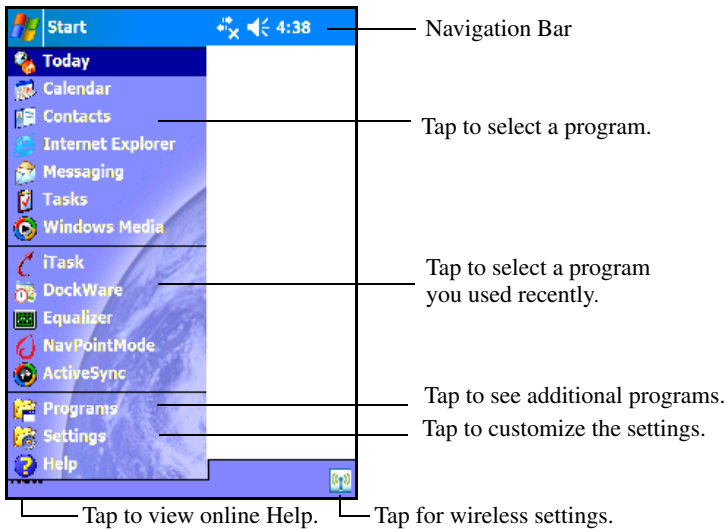 Start 4:38
Navigation Bar
Today
Calendar
Contacts
Tap to select a program.
Internet Explorer
Messaging
Tasks
Windows Media
iTask
Tap to select a program
you used recently.
DockWare
Equalizer
NavPointMode
ActiveSync
Programs
Tap to see additional programs.
Settings
Tap to customize the settings.
Help
Tap to view online Help.
Tap for wireless settings.